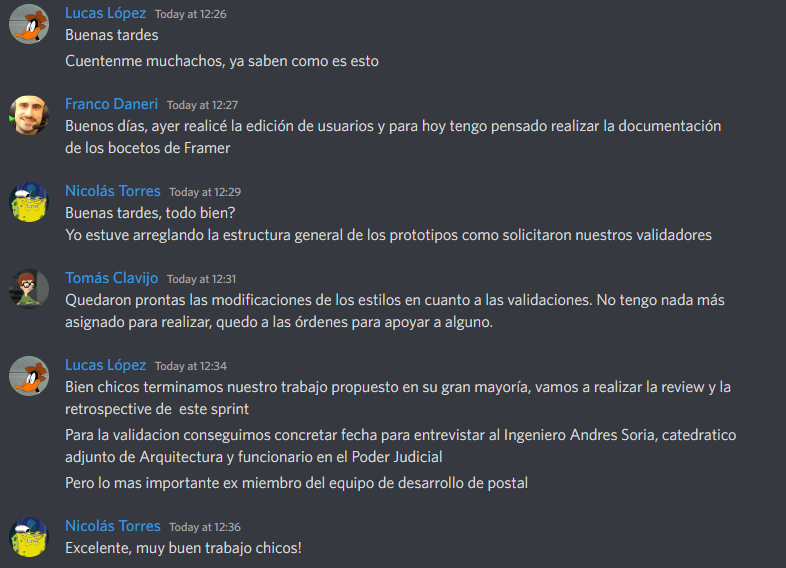 Lucas López Today at 12:26
Buenas tardes
Cuentenme muchachos, ya saben como es esto
Franco Daneri Today at 12:27
Buenos días, ayer realicé la edición de usuarios y para hoy tengo pensado realizar la documentación
de los bocetos de Framer
Nicolás Torres Today at 12:29
Buenas tardes, todo bien?
Yo estuve arreglando la estructura general de los prototipos como solicitaron nuestros validadores
Tomás Clavijo Today at 12:31
Quedaron prontas las modificaciones de los estilos en cuanto a las validaciones. No tengo nada más
asignado para realizar, quedo a las órdenes para apoyar a alguno.
Lucas López Today at 12:34
Bien chicos terminamos nuestro trabajo propuesto en su gran mayoría, vamos a realizar la review y la
retrospective de este sprint
Para la validacion conseguimos concretar fecha para entrevistar al Ingeniero Andres Soria, catedratico
adjunto de Arquitectura y funcionario en el Poder Judicial
Pero lo mas importante ex miembro del equipo de desarrollo de postal
Nicolás Torres Today at 12:36
Excelente, muy buen trabajo chicos!